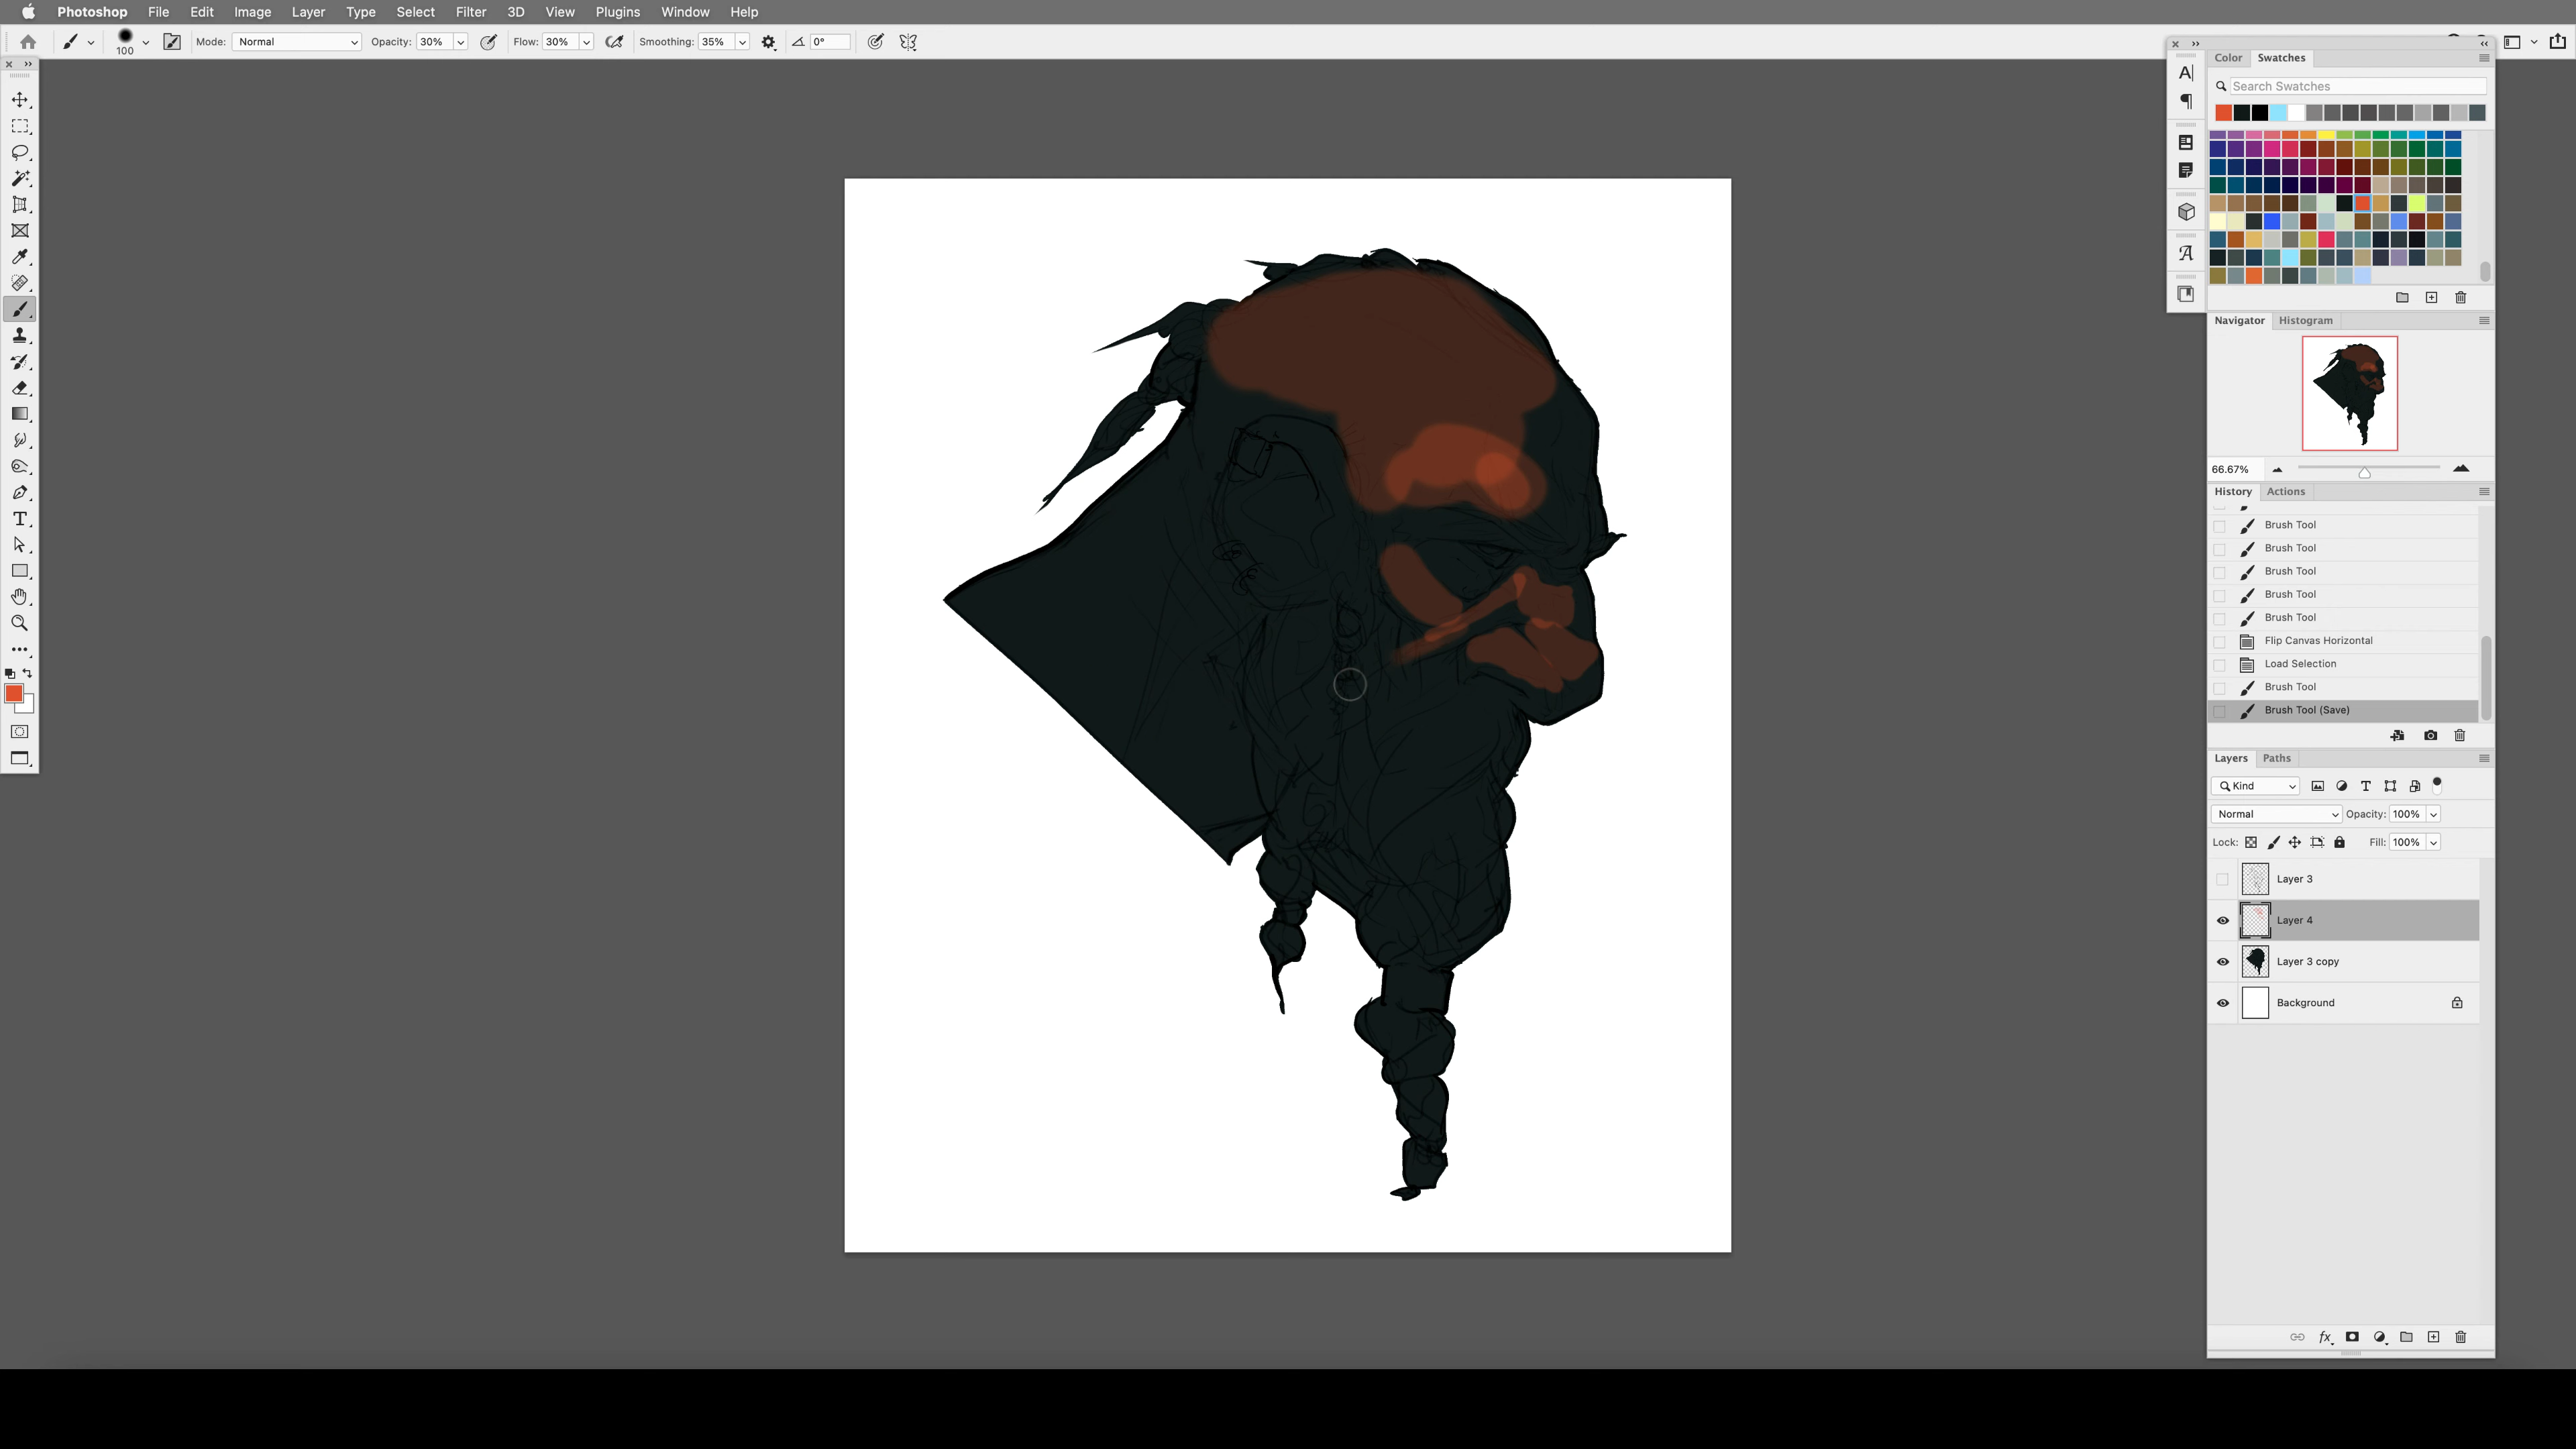 Photoshop File Edit Image Layer Type Select Filter 3D View Plugins Window Help
100 Mode: Normal Opacity: 30% Flow: 30% Smoothing: 35% 0°
Color Swatches
Search Swatches
Navigator Histogram
66.67%
History Actions
Brush Tool
Brush Tool
Brush Tool
Brush Tool
Brush Tool
Flip Canvas Horizontal
Load Selection
Brush Tool
Brush Tool (Save)
Layers Paths
Kind
Normal Opacity: 100%
Lock: Fill: 100%
Layer 3
Layer 4
Layer 3 copy
Background